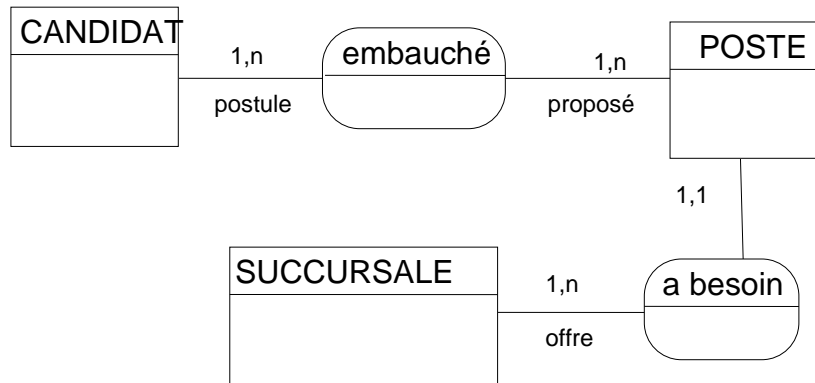 CANDIDAT
1,n
postule
embauché
1,n
proposé
POSTE
1,1
SUCCURSALE
1,n
offre
a besoin